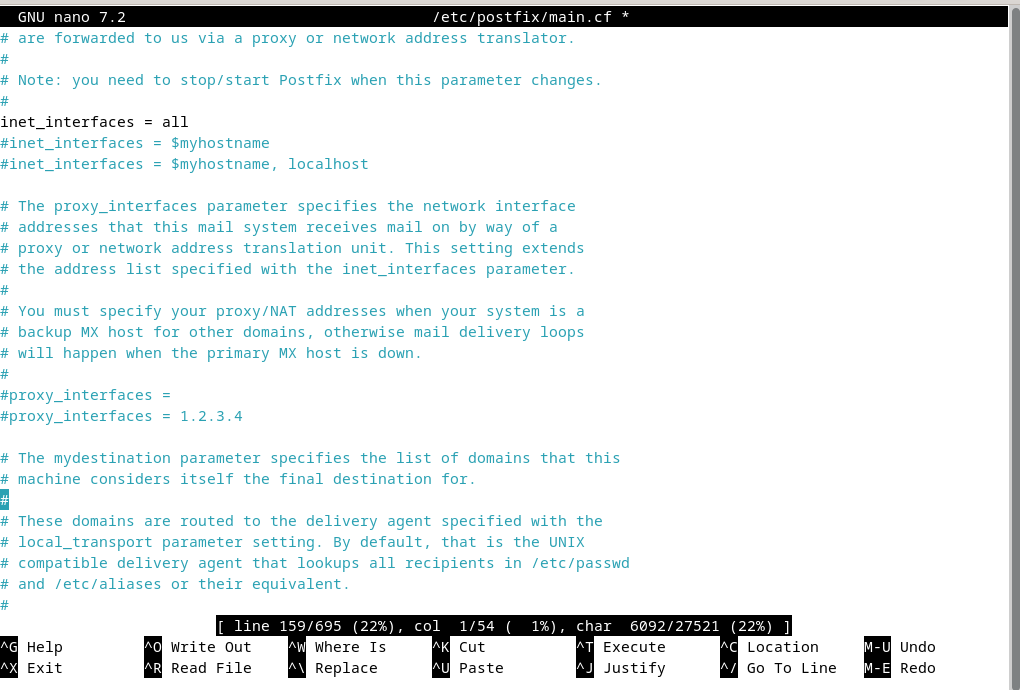 GNU nano 7.2 /etc/postfix/main.cf *
# are forwarded to us via a proxy or network address translator.
#
# Note: you need to stop/start Postfix when this parameter changes.
#
inet_interfaces = all
#inet_interfaces = $myhostname
#inet_interfaces = $myhostname, localhost

# The proxy_interfaces parameter specifies the network interface
# addresses that this mail system receives mail on by way of a
# proxy or network address translation unit. This setting extends
# the address list specified with the inet_interfaces parameter.
#
# You must specify your proxy/NAT addresses when your system is a
# backup MX host for other domains, otherwise mail delivery loops
# will happen when the primary MX host is down.
#
#proxy_interfaces =
#proxy_interfaces = 1.2.3.4

# The mydestination parameter specifies the list of domains that this
# machine considers itself the final destination for.
#
# These domains are routed to the delivery agent specified with the
# local_transport parameter setting. By default, that is the UNIX
# compatible delivery agent that lookups all recipients in /etc/passwd
# and /etc/aliases or their equivalent.
#
[ line 159/695 (22%), col  1/54 (  1%), char  6092/27521 (22%) ]
^G Help ^O Write Out ^W Where Is ^K Cut ^T Execute ^C Location M-U Undo
^X Exit ^R Read File ^\ Replace ^U Paste ^J Justify ^/ Go To Line M-E Redo